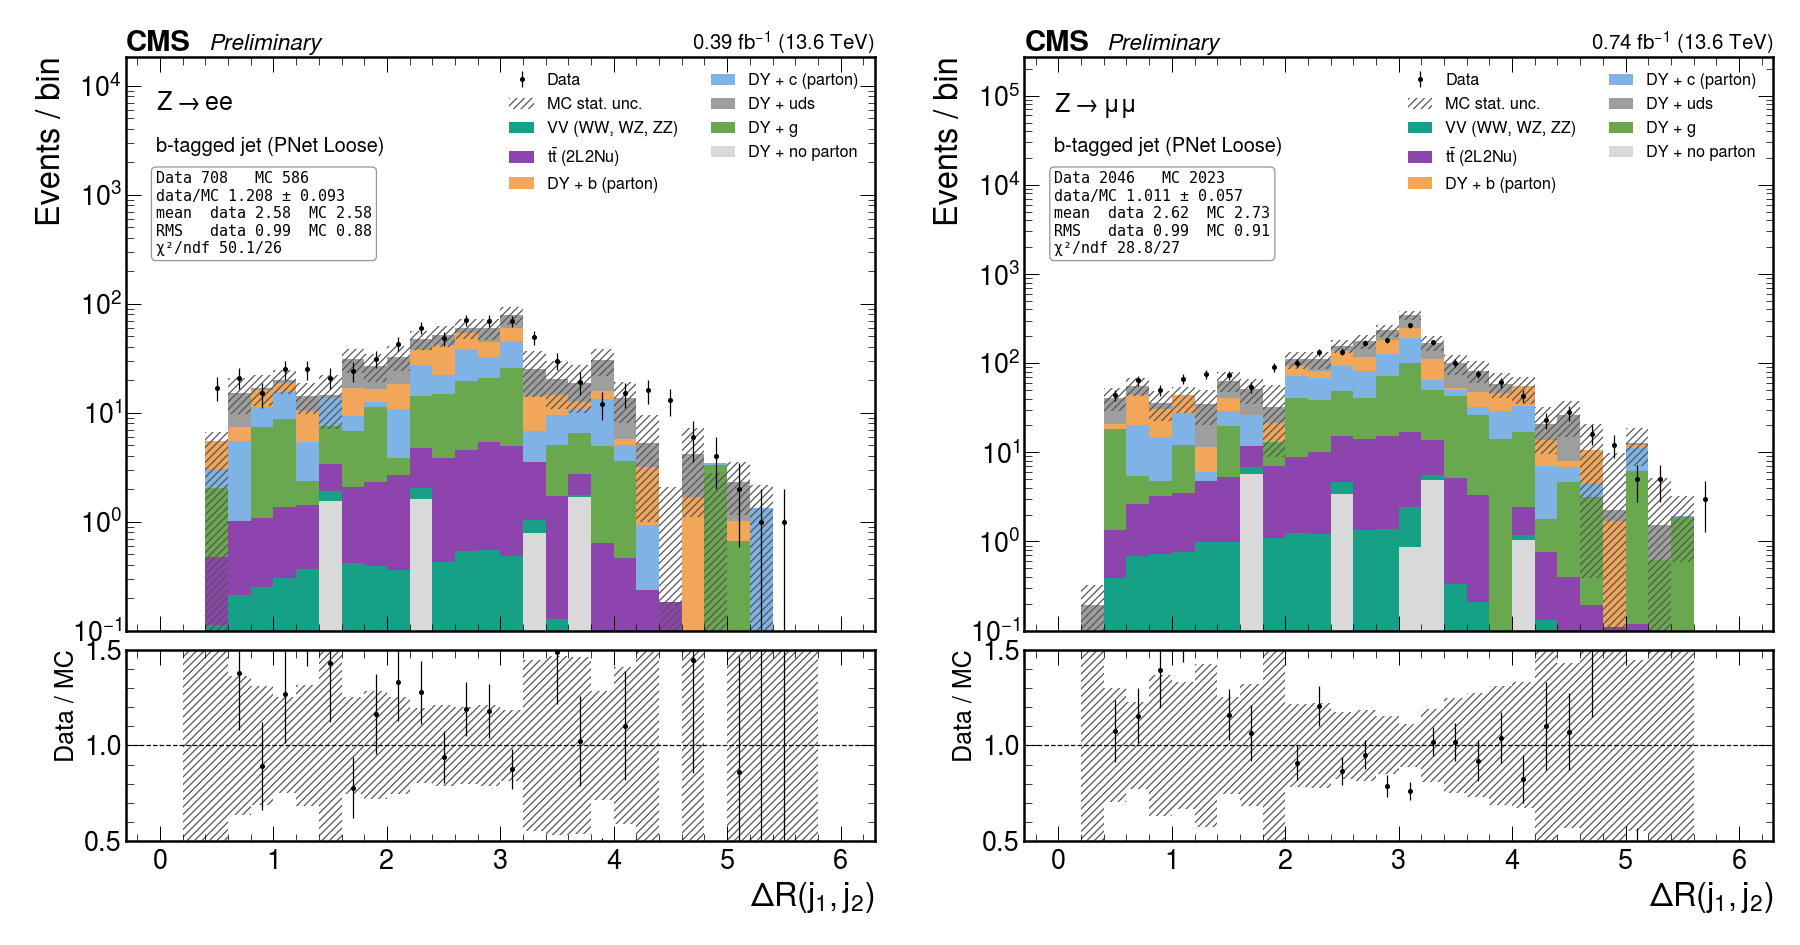 CMS Preliminary 0.39 fb⁻¹ (13.6 TeV)
Events / bin
10⁴
10³
10²
10¹
10⁰
10⁻¹
Z → ee
b-tagged jet (PNet Loose)
Data 708 MC 586
data/MC 1.208 ± 0.093
mean data 2.58 MC 2.58
RMS data 0.99 MC 0.88
χ²/ndf 50.1/26
Data
MC stat. unc.
VV (WW, WZ, ZZ)
tt̄ (2L2Nu)
DY + b (parton)
DY + c (parton)
DY + uds
DY + g
DY + no parton
Data / MC
1.5
1.0
0.5
0 1 2 3 4 5 6
ΔR(j₁, j₂)
CMS Preliminary 0.74 fb⁻¹ (13.6 TeV)
Events / bin
10⁵
10⁴
10³
10²
10¹
10⁰
10⁻¹
Z → μμ
b-tagged jet (PNet Loose)
Data 2046 MC 2023
data/MC 1.011 ± 0.057
mean data 2.62 MC 2.73
RMS data 0.99 MC 0.91
χ²/ndf 28.8/27
Data
MC stat. unc.
VV (WW, WZ, ZZ)
tt̄ (2L2Nu)
DY + b (parton)
DY + c (parton)
DY + uds
DY + g
DY + no parton
Data / MC
1.5
1.0
0.5
0 1 2 3 4 5 6
ΔR(j₁, j₂)